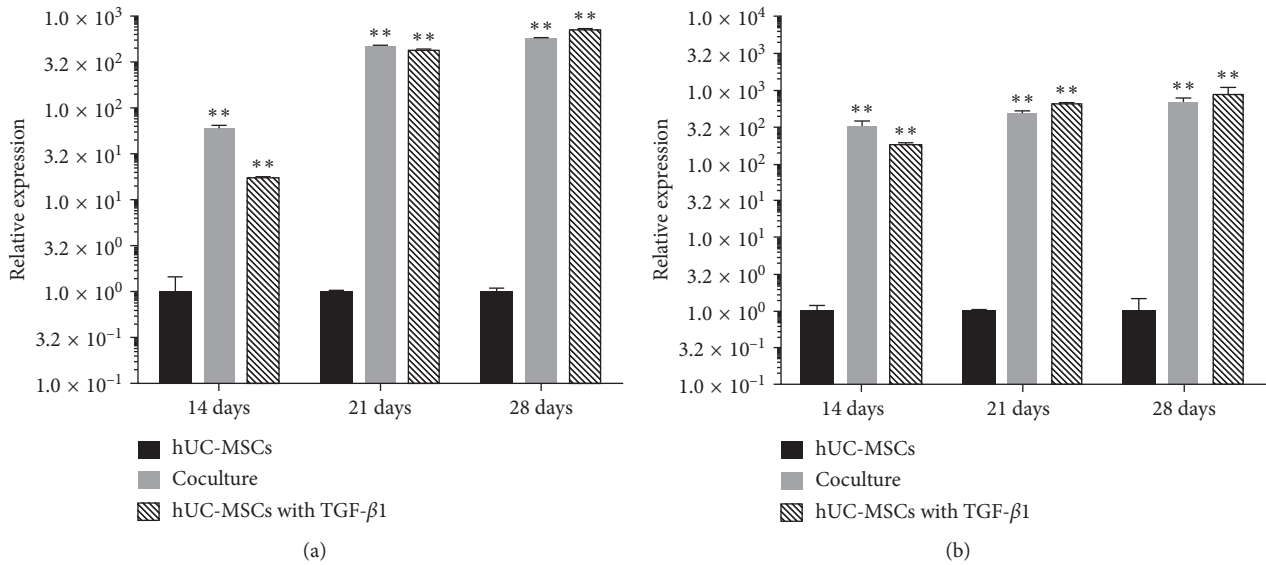 Relative expression
1.0 × 10³
3.2 × 10²
1.0 × 10²
3.2 × 10¹
1.0 × 10¹
3.2 × 10⁰
1.0 × 10⁰
3.2 × 10⁻¹
1.0 × 10⁻¹
** ** ** ** ** **
14 days 21 days 28 days
hUC-MSCs
Coculture
hUC-MSCs with TGF-β1
(a)
Relative expression
1.0 × 10⁴
3.2 × 10³
1.0 × 10³
3.2 × 10²
1.0 × 10²
3.2 × 10¹
1.0 × 10¹
3.2 × 10⁰
1.0 × 10⁰
3.2 × 10⁻¹
1.0 × 10⁻¹
** ** ** ** ** **
14 days 21 days 28 days
hUC-MSCs
Coculture
hUC-MSCs with TGF-β1
(b)